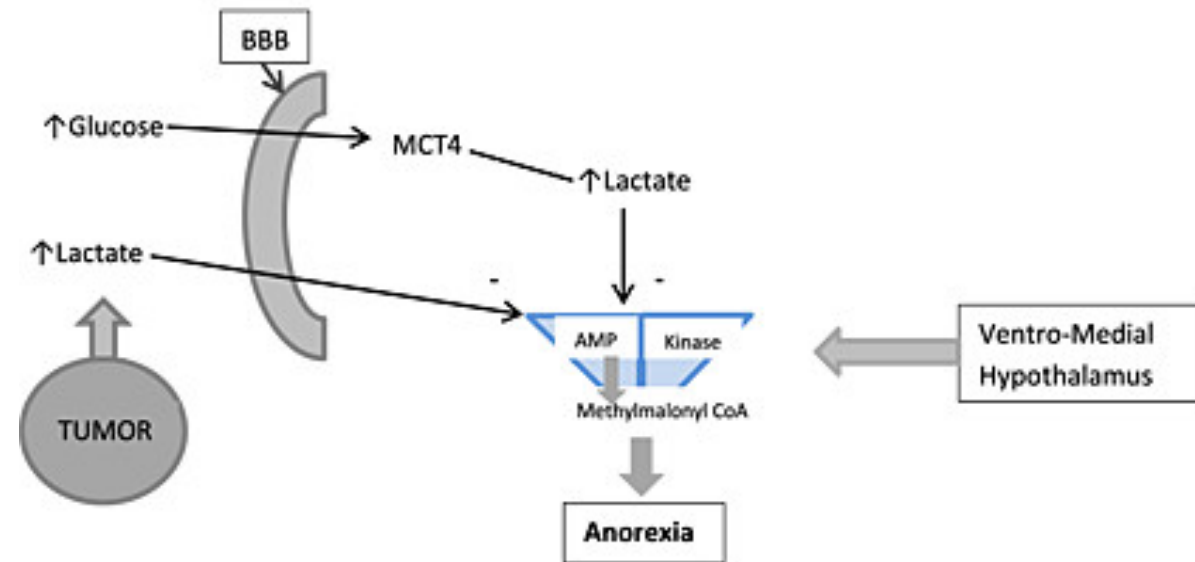 BBB
↑Glucose
MCT4
↑Lactate
↑Lactate
-
-
AMP
Kinase
Ventro-Medial
Hypothalamus
Methylmalonyl CoA
TUMOR
Anorexia